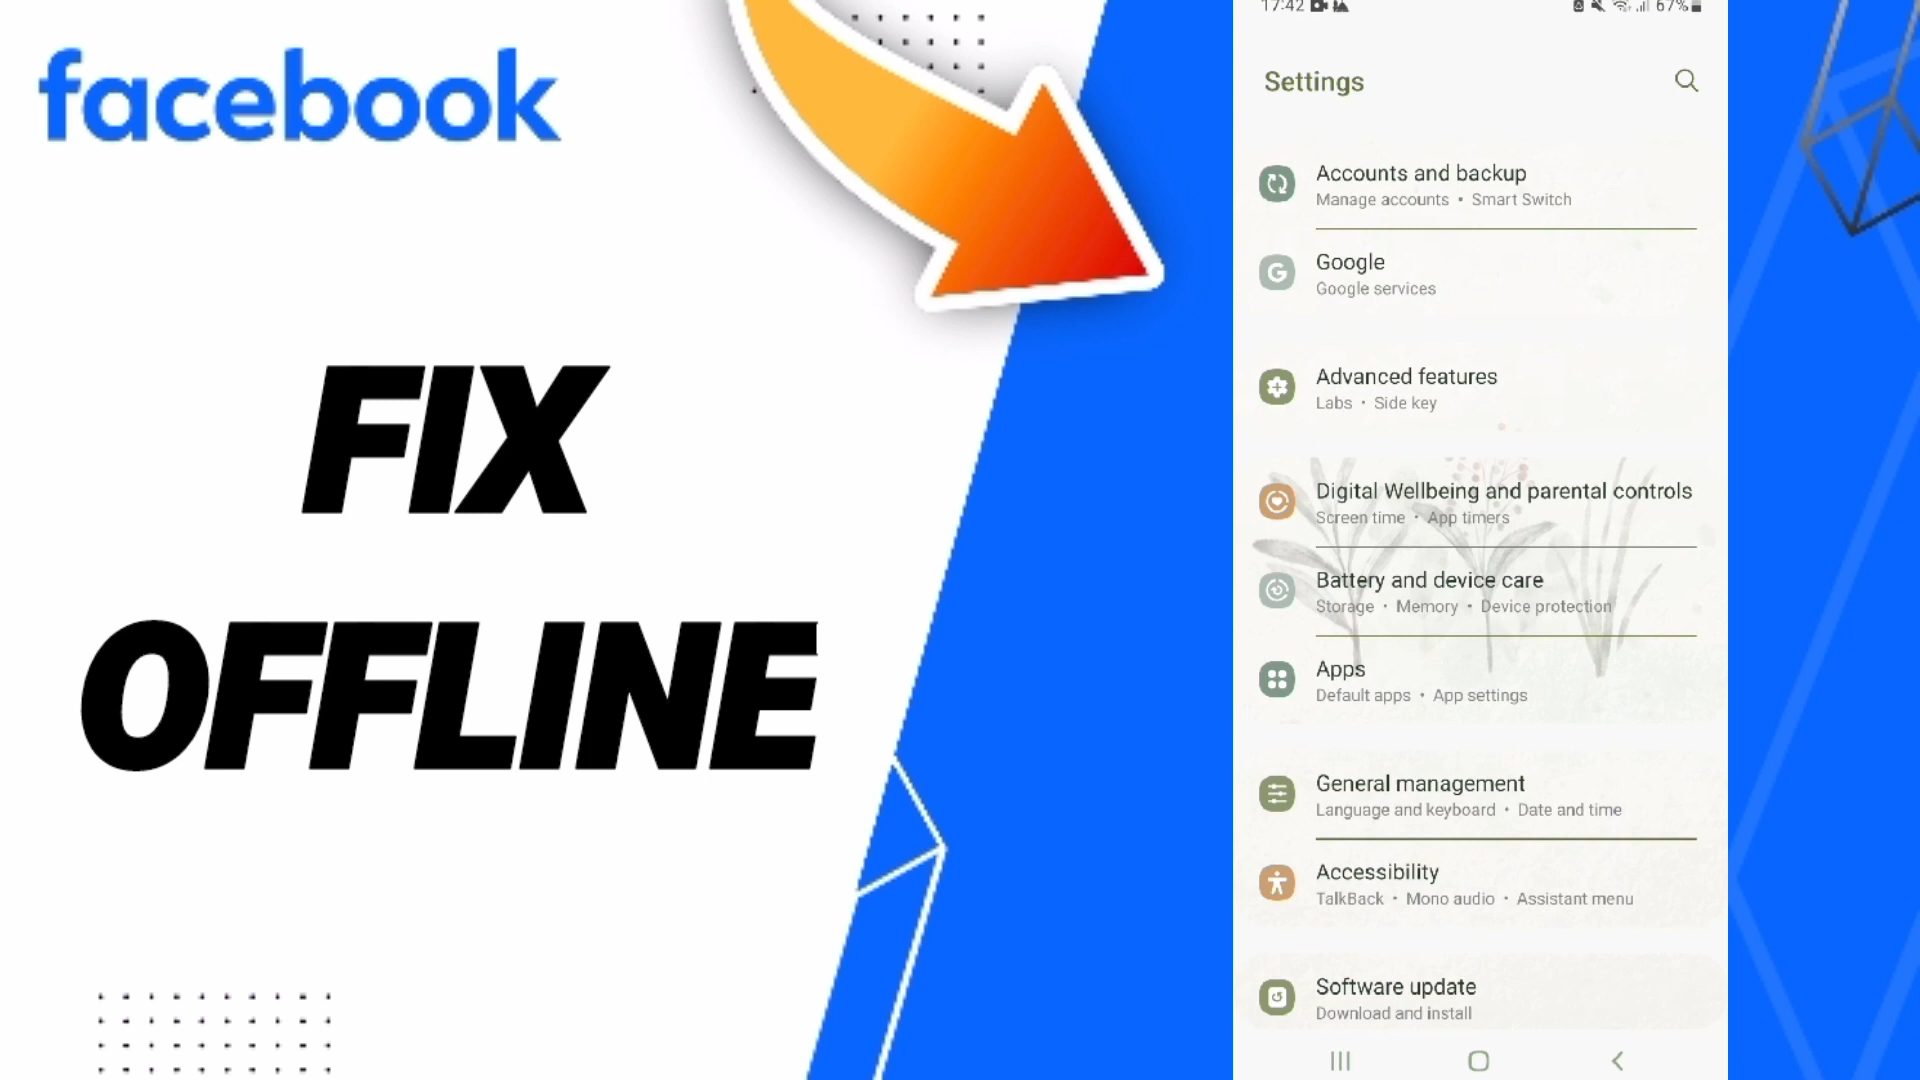 facebook
FIX
OFFLINE
17:42
67%
Settings
Accounts and backup
Manage accounts • Smart Switch
Google
Google services
Advanced features
Labs • Side key
Digital Wellbeing and parental controls
Screen time • App timers
Battery and device care
Storage • Memory • Device protection
Apps
Default apps • App settings
General management
Language and keyboard • Date and time
Accessibility
TalkBack • Mono audio • Assistant menu
Software update
Download and install